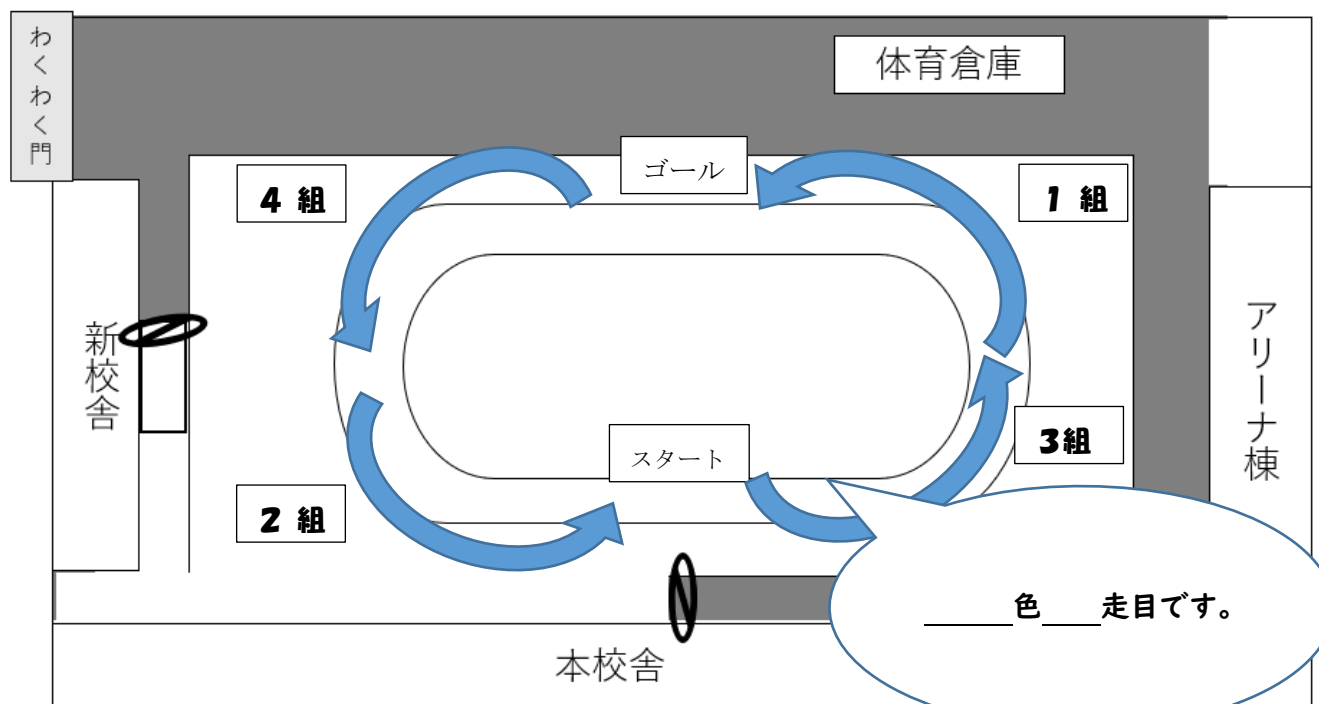 わくわく門
体育倉庫
ゴール
4 組
1 組
新校舎
アリーナ棟
3組
スタート
2 組
＿＿＿色＿＿走目です。
本校舎